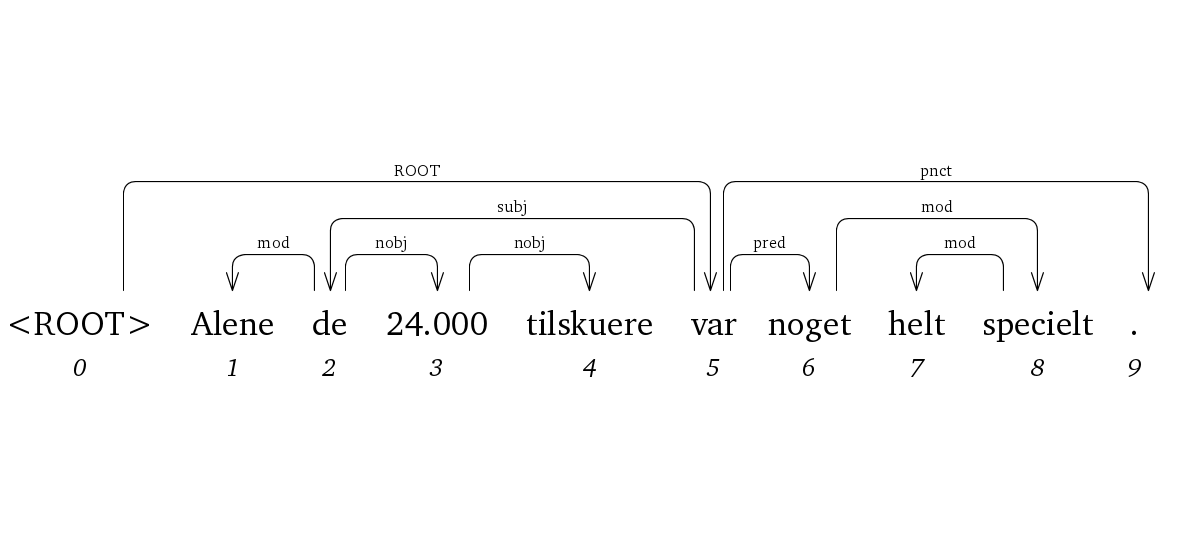 ROOT pnct
subj mod
mod nobj nobj pred mod
<ROOT> Alene de 24.000 tilskuere var noget helt specielt .
0 1 2 3 4 5 6 7 8 9